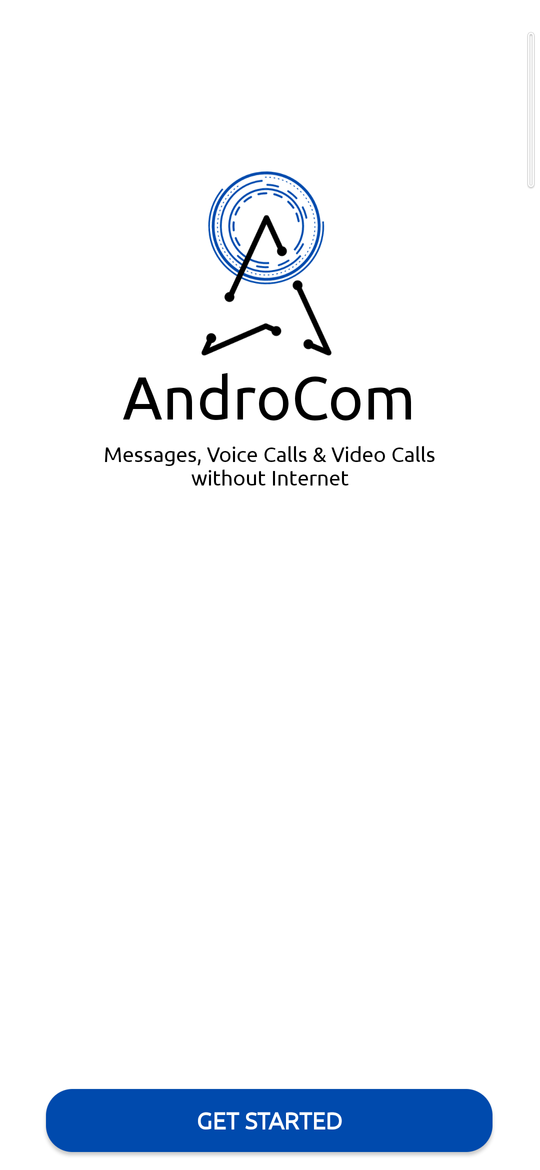 AndroCom
Messages, Voice Calls & Video Calls
without Internet
GET STARTED